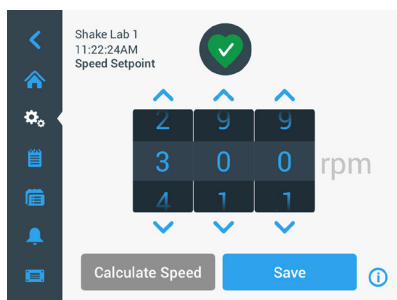 Shake Lab 1
11:22:24AM
Speed Setpoint
2 9 9
3 0 0
rpm
4 1 1
Calculate Speed
Save
i